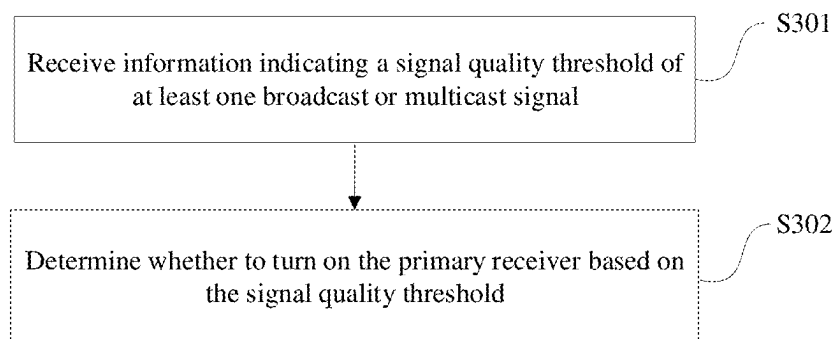 S301
Receive information indicating a signal quality threshold of
at least one broadcast or multicast signal
S302
Determine whether to turn on the primary receiver based on
the signal quality threshold